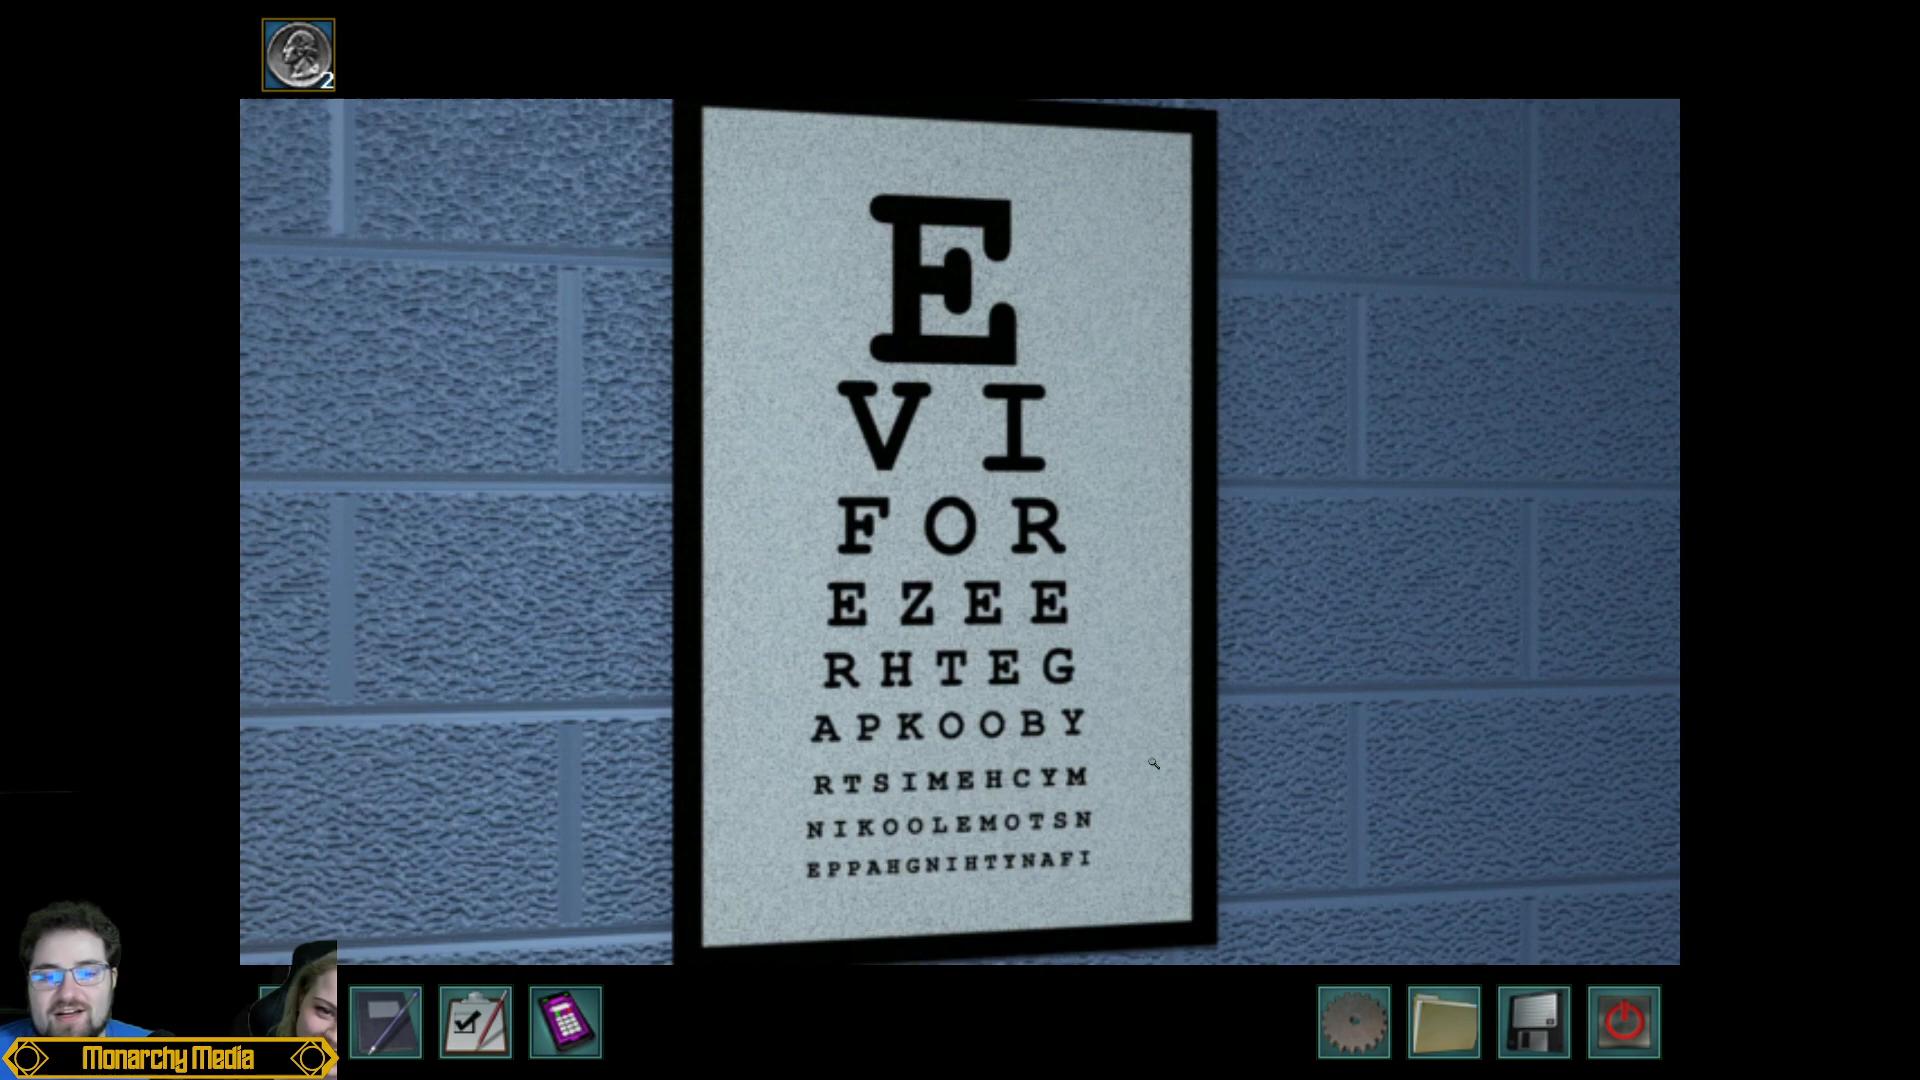 2
E
V I
F O R
E Z E E
R H T E G
A P K O O B Y
R T S I M E H C Y M
N I K O O L E M O T S N
E P P A H G N I H T Y N A F I
Monarchy Media